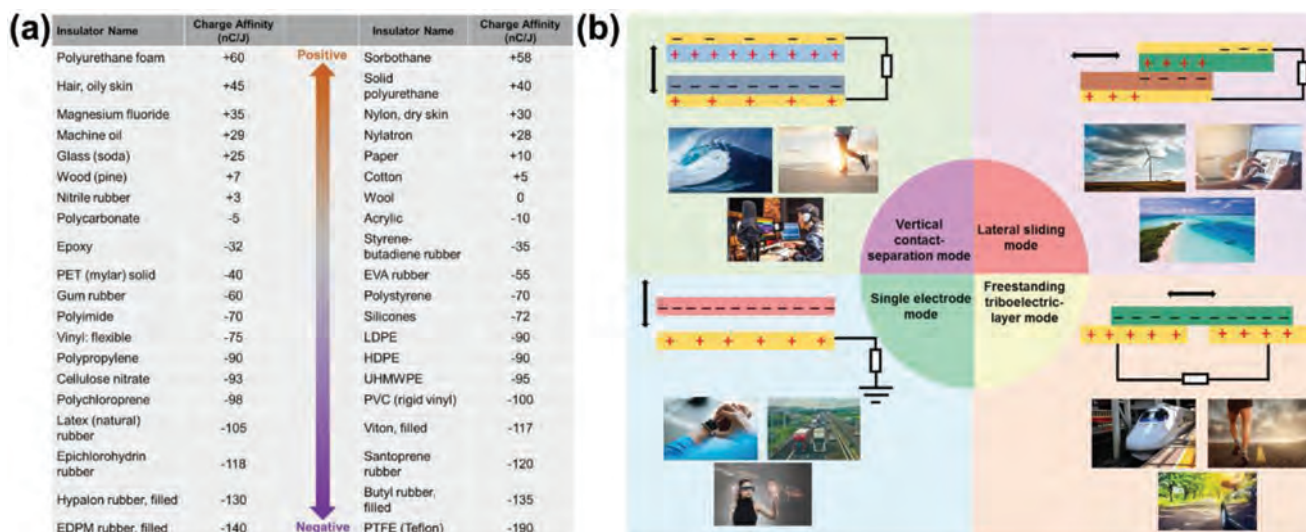 (a)
Insulator Name Charge Affinity (nC/J) Insulator Name Charge Affinity (nC/J)
Polyurethane foam +60 Positive Sorbothane +58
Hair, oily skin +45 Solid polyurethane +40
Magnesium fluoride +35 Nylon, dry skin +30
Machine oil +29 Nylatron +28
Glass (soda) +25 Paper +10
Wood (pine) +7 Cotton +5
Nitrile rubber +3 Wool 0
Polycarbonate -5 Acrylic -10
Epoxy -32 Styrene-butadiene rubber -35
PET (mylar) solid -40 EVA rubber -55
Gum rubber -60 Polystyrene -70
Polyimide -70 Silicones -72
Vinyl: flexible -75 LDPE -90
Polypropylene -90 HDPE -90
Cellulose nitrate -93 UHMWPE -95
Polychloroprene -98 PVC (rigid vinyl) -100
Latex (natural) rubber -105 Viton, filled -117
Epichlorohydrin rubber -118 Santoprene rubber -120
Hypalon rubber, filled -130 Butyl rubber, filled -135
EDPM rubber, filled -140 Negative PTFE (Teflon) -190
(b)
Vertical
contact-
separation mode
Lateral sliding
mode
Single electrode
mode
Freestanding
triboelectric-
layer mode